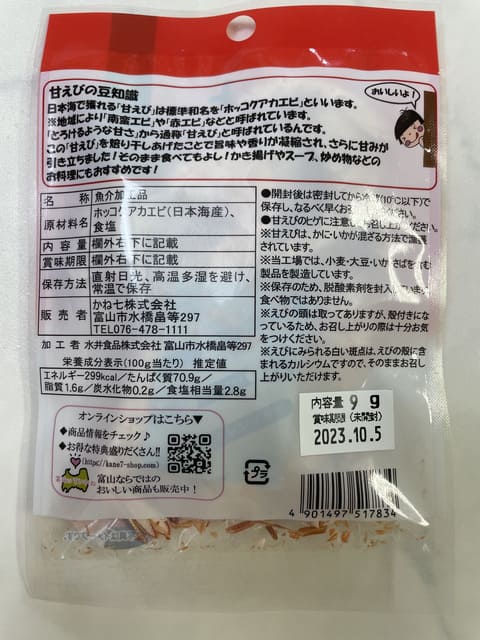 甘えびの豆知識
日本海で獲れる「甘えび」は標準和名を「ホッコクアカエビ」といいます。
※地域により「南蛮エビ」や「赤エビ」などと呼ばれています。
「とろけるような甘さ」から通称「甘えび」と呼ばれているんです。
この「甘えび」を煎り干しあげたことで旨味や香りが凝縮され、さらに甘みが
引き立ちました!そのまま食べてもよし!かき揚げやスープ、炒め物などの
お料理にもおすすめです!
おいしいよ!
名称 魚介加工品
原材料名 ホッコクアカエビ(日本海産)、
食塩
内容量 欄外右下に記載
賞味期限 欄外右下に記載
保存方法 直射日光、高温多湿を避け、
常温で保存
販売者 かね七株式会社
富山市水橋畠等297
TEL076-478-1111
加工者 水井食品株式会社 富山市水橋畠等297
栄養成分表示(100g当たり) 推定値
エネルギー299kcal/たんぱく質70.9g/
脂質1.6g/炭水化物0.2g/食塩相当量2.8g
●開封後は密封してから冷(10℃以下)で
保存し、なるべく早くお召し上がりください。
●甘えびのヒゲに注意してお召し上がりください。
※甘えびは、かに・いかが混ざる方法で
されています。
※当工場では、小麦・大豆・いか・さばを含む
製品を製造しています。
※保存のため、脱酸素剤を封入しています
食べ物ではありません。
※えびの頭は取ってありますが、殻付きにな
っているため、お召し上がりの際は十分お気
をつけください。
※えびにみられる白い斑点は、えびの殻に含
まれるカルシウムですので、そのままお召し
上がりいただけます。
オンラインショップはこちら▼
◆商品情報をチェック♪
◆お得な特典盛りだくさん!!
(https://kane7-shop.com)
富山ならではの
おいしい商品も販売中!
プラ
内容量 9 g
賞味期限 (未開封)
2023.10.5
4 901497 517834